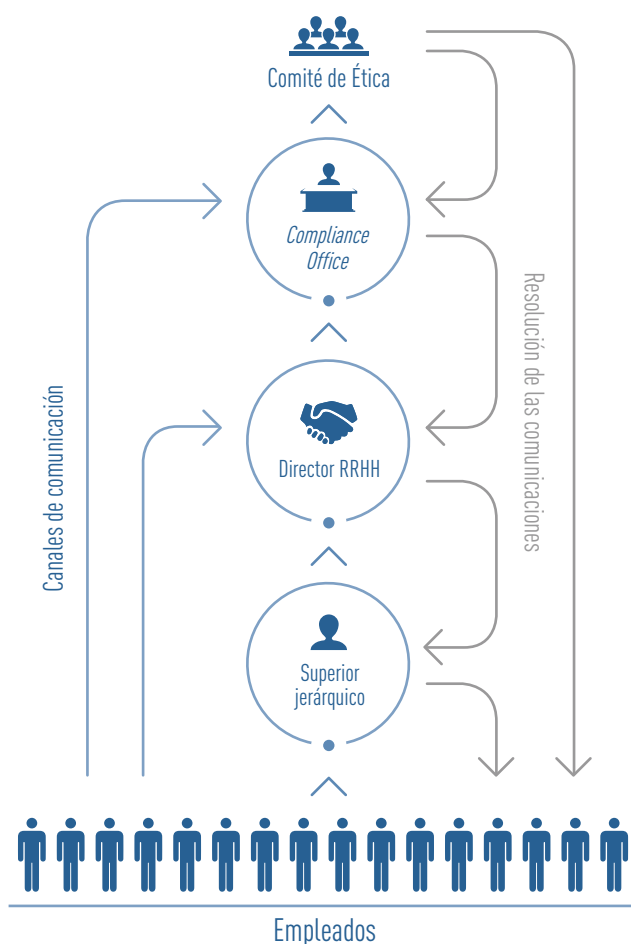 Comité de Ética
Compliance
Office
Director RRHH
Superior
jerárquico
Canales de comunicación
Resolución de las comunicaciones
Empleados